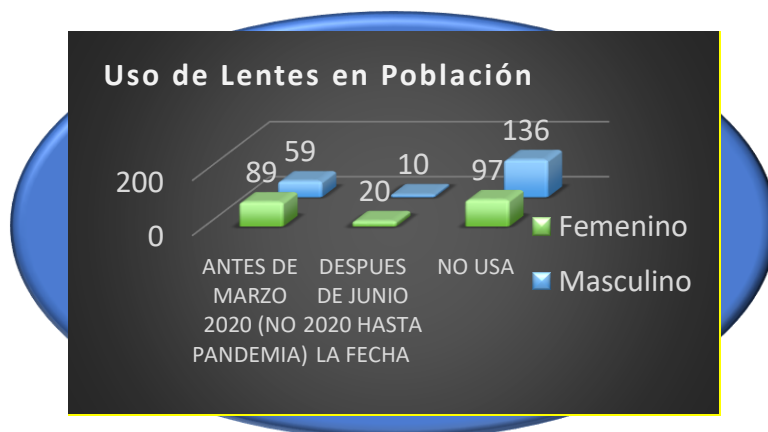 Uso de Lentes en Población
136
59
10
89
97
20
200
0
Femenino
Masculino
ANTES DE
MARZO
2020 (NO
PANDEMIA)
DESPUES
DE JUNIO
2020 HASTA
LA FECHA
NO USA